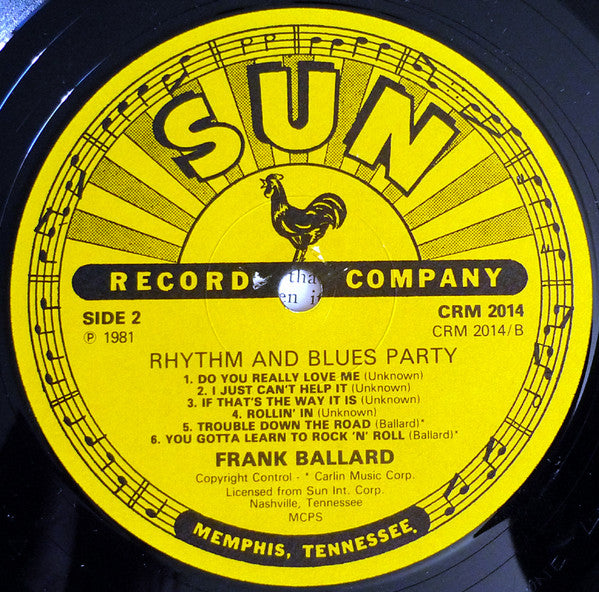 SUN
RECORD COMPANY
that
en i
SIDE 2
CRM 2014
℗ 1981
CRM 2014/B
RHYTHM AND BLUES PARTY
1. DO YOU REALLY LOVE ME (Unknown)
2. I JUST CAN'T HELP IT (Unknown)
3. IF THAT'S THE WAY IT IS (Unknown)
4. ROLLIN' IN (Unknown)
5. TROUBLE DOWN THE ROAD (Ballard)*
6. YOU GOTTA LEARN TO ROCK 'N' ROLL (Ballard)*
FRANK BALLARD
Copyright Control - * Carlin Music Corp.
Licensed from Sun Int. Corp.
Nashville, Tennessee
MCPS
MEMPHIS, TENNESSEE.